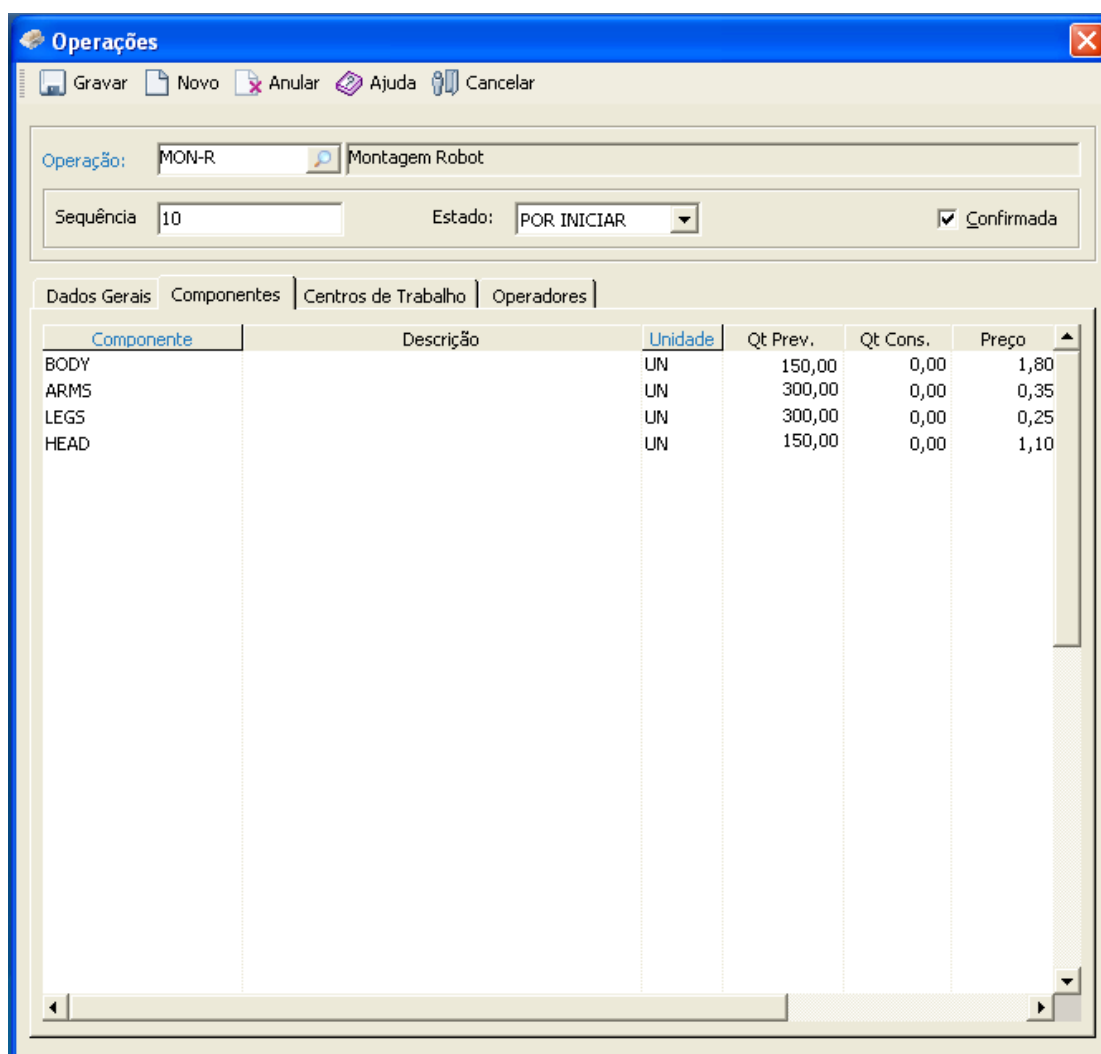 Operações
Gravar Novo Anular Ajuda Cancelar
Operação: MON-R Montagem Robot
Sequência 10 Estado: POR INICIAR Confirmada
Dados Gerais Componentes Centros de Trabalho Operadores
Componente Descrição Unidade Qt Prev. Qt Cons. Preço
BODY UN 150,00 0,00 1,80
ARMS UN 300,00 0,00 0,35
LEGS UN 300,00 0,00 0,25
HEAD UN 150,00 0,00 1,10